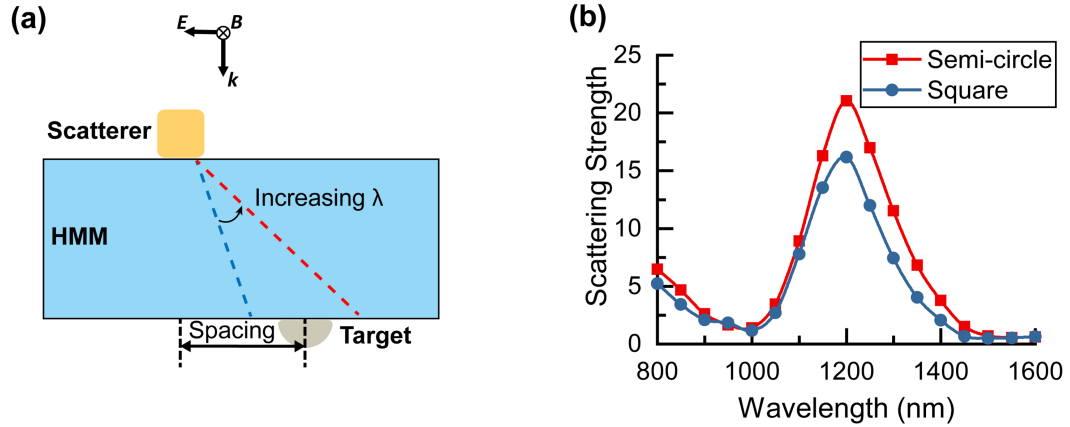 (a)
E
B
k
Scatterer
Increasing λ
HMM
Spacing
Target
(b)
Scattering Strength
25
20
15
10
5
0
Semi-circle
Square
800
1000
1200
1400
1600
Wavelength (nm)